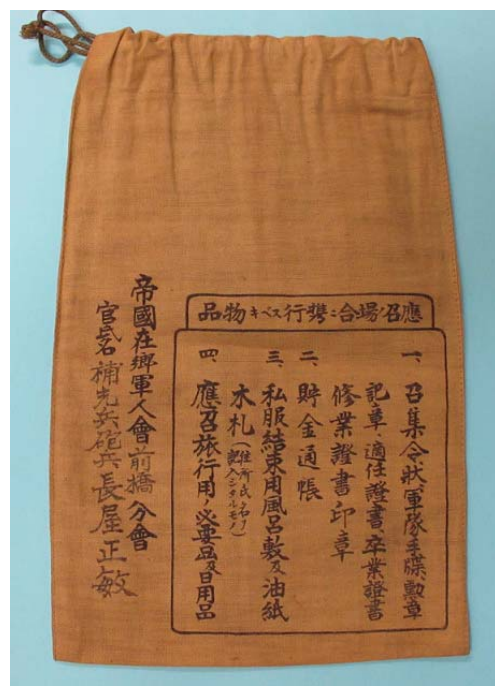 應召ノ場合ニ携行スベキ物品
一、召集令狀軍隊手牒、勲章
記章、適任證書、卒業證書
修業證書印章
二、貯金通帳
三、私服結束用風呂敷及油紙
木札(住所氏名ヲ記入シタルモノ)
四、應召旅行用ノ必要品及日用品
帝國在郷軍人會前橋分會
官氏名 補充兵砲兵長屋正敏